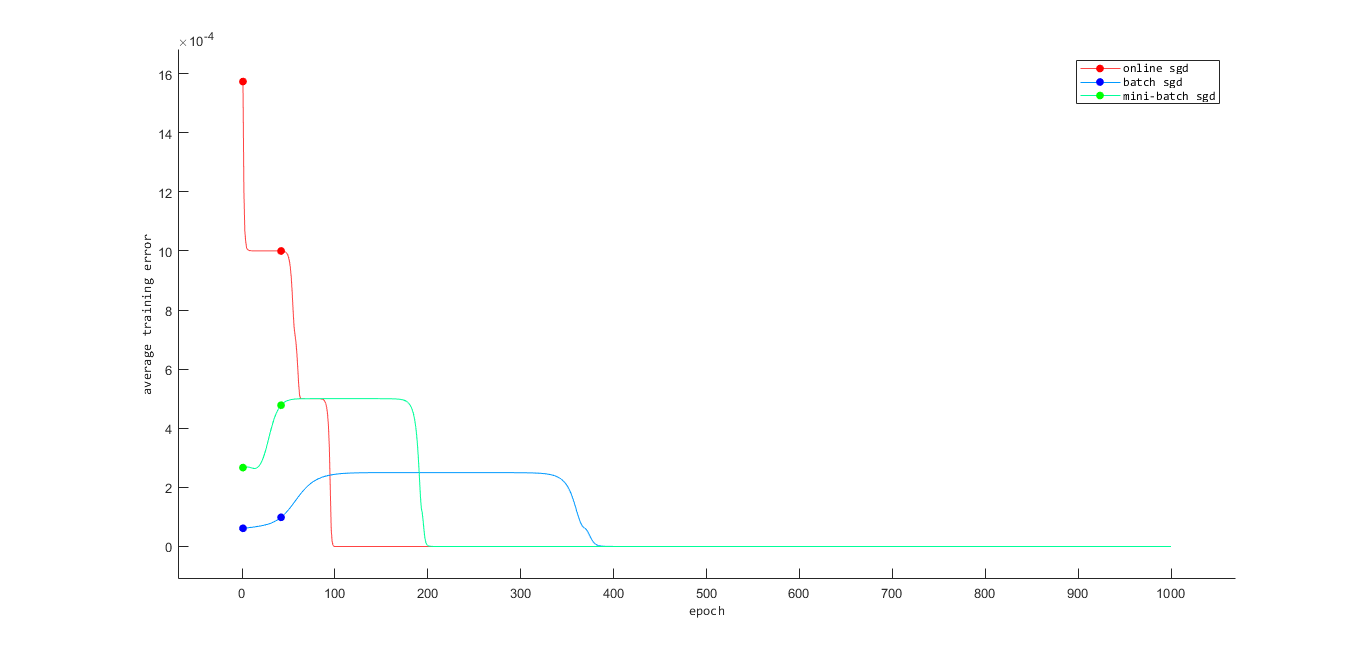 ×10-4
16
14
12
10
8
6
4
2
0
average training error
0 100 200 300 400 500 600 700 800 900 1000
epoch
online sgd
batch sgd
mini-batch sgd